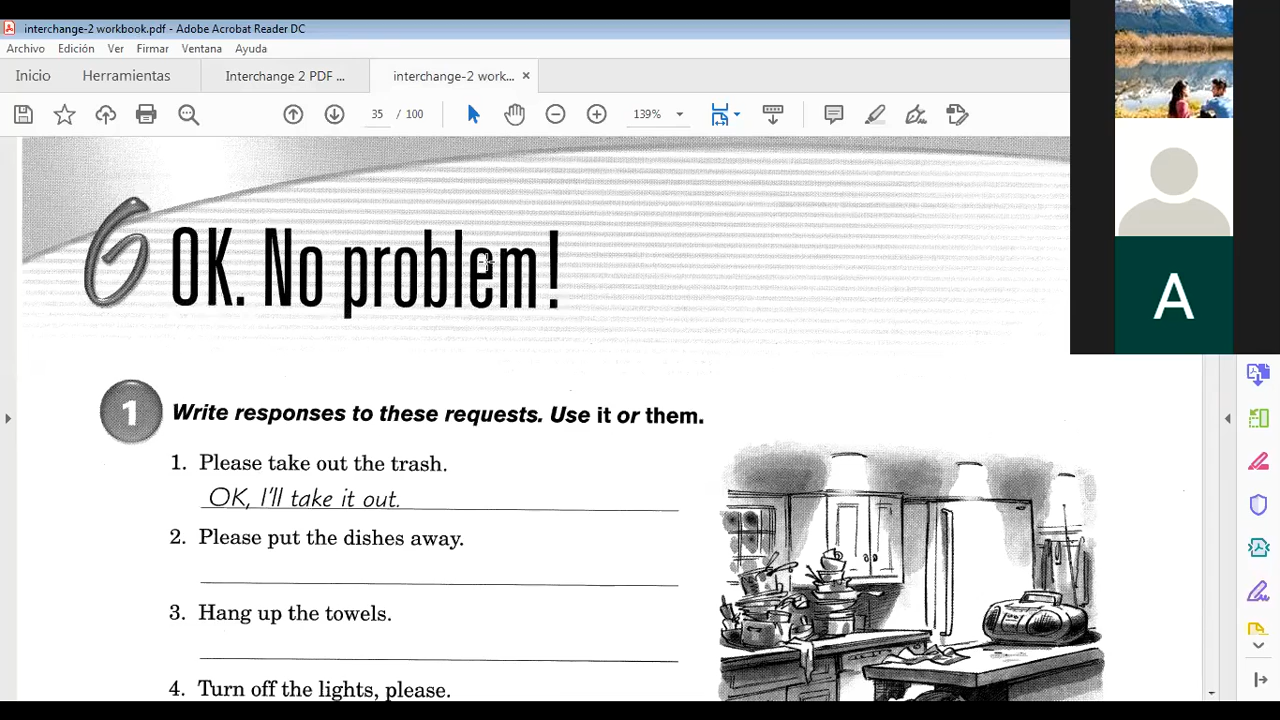 interchange-2 workbook.pdf - Adobe Acrobat Reader DC
Archivo Edición Ver Firmar Ventana Ayuda
Inicio Herramientas Interchange 2 PDF ... interchange-2 work... ×
35 / 100 139%
6 OK. No problem!
1 Write responses to these requests. Use it or them.
1. Please take out the trash.
OK, I'll take it out.
2. Please put the dishes away.
3. Hang up the towels.
4. Turn off the lights, please.
A